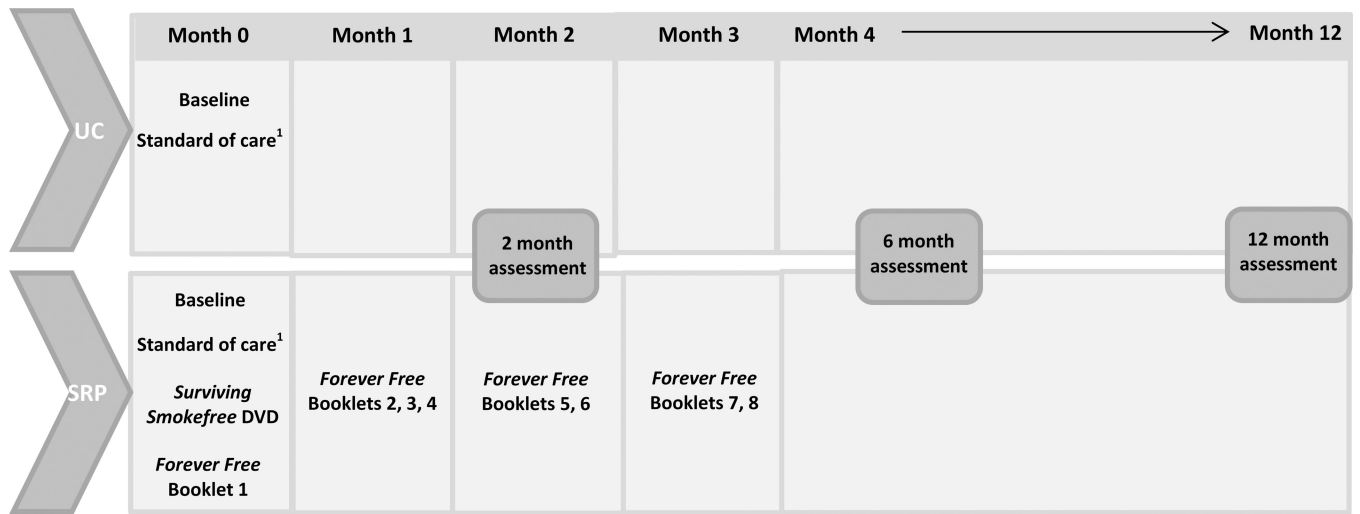 Month 0 Month 1 Month 2 Month 3 Month 4 Month 12
UC
Baseline
Standard of care¹
2 month
assessment
6 month
assessment
12 month
assessment
SRP
Baseline
Standard of care¹
Surviving
Smokefree DVD
Forever Free
Booklet 1
Forever Free
Booklets 2, 3, 4
Forever Free
Booklets 5, 6
Forever Free
Booklets 7, 8